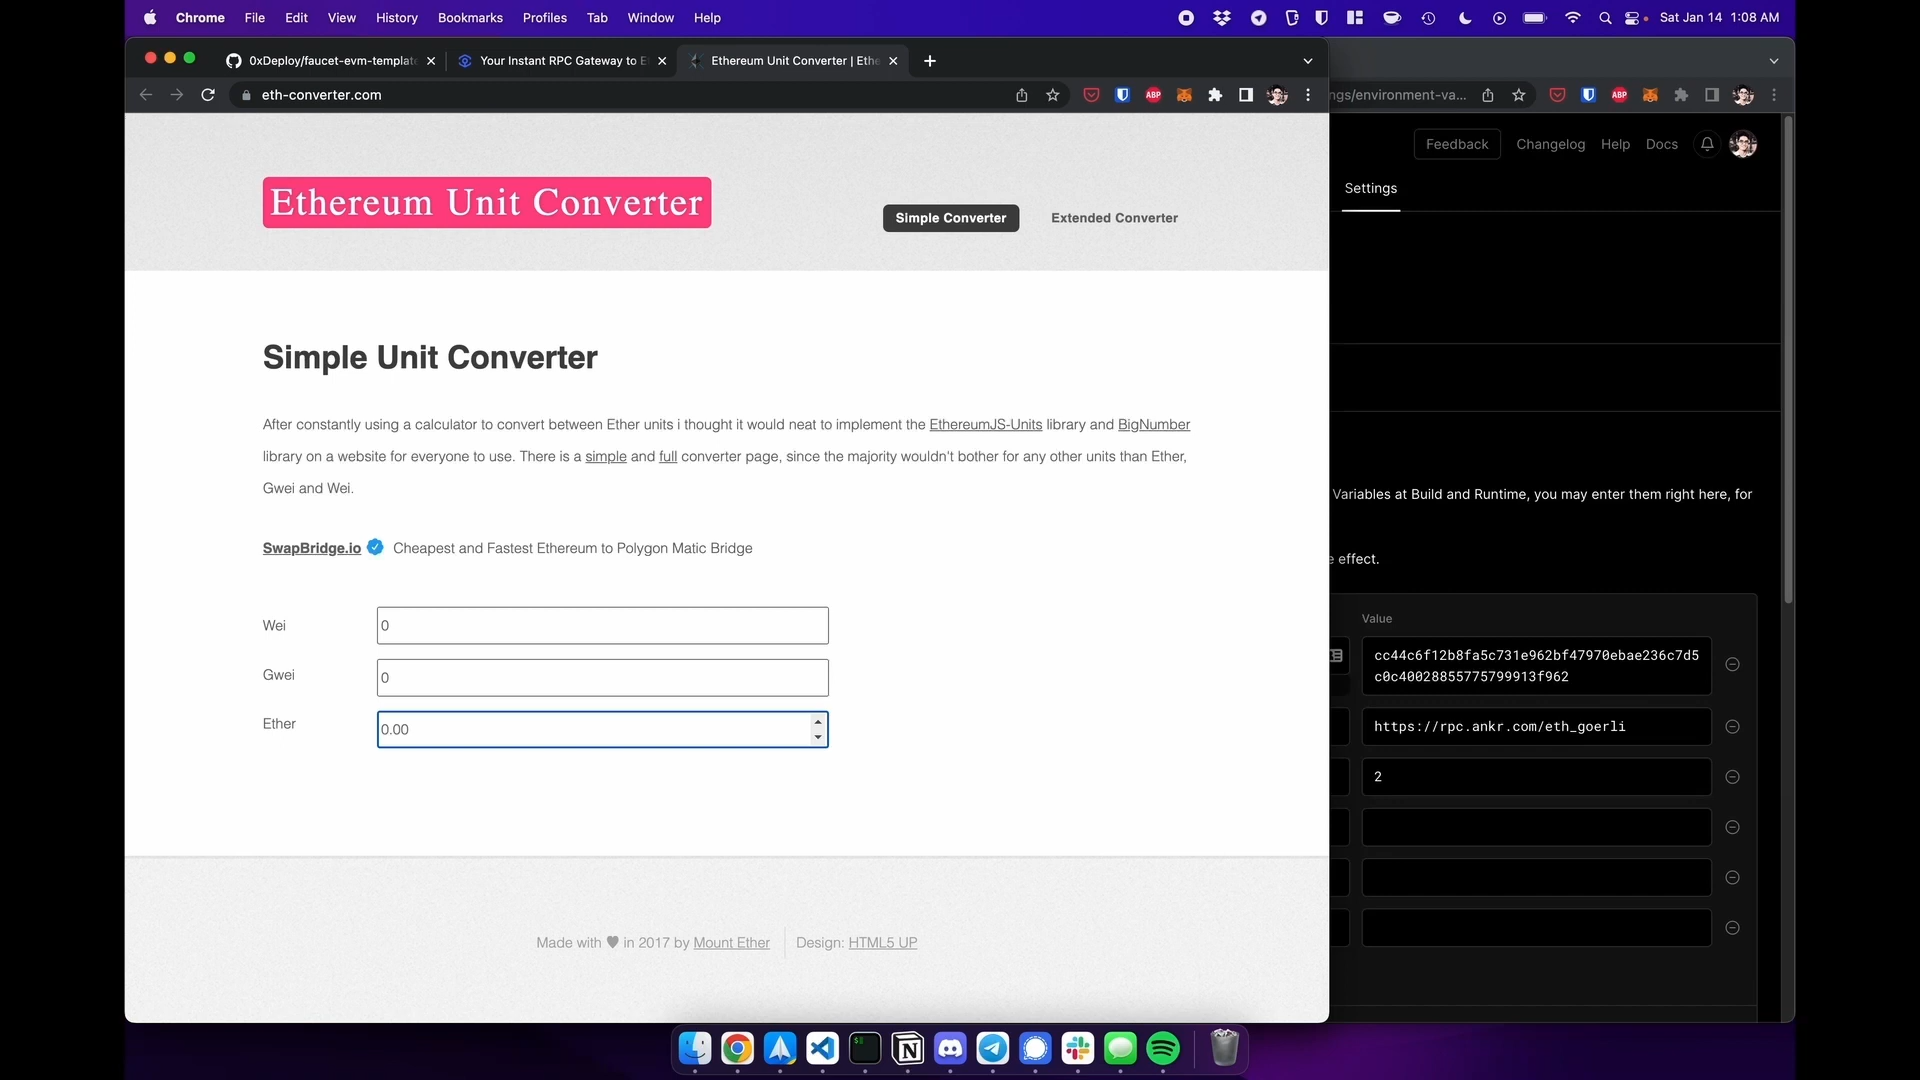 Chrome File Edit View History Bookmarks Profiles Tab Window Help
Sat Jan 14 1:08 AM
0xDeploy/faucet-evm-templat
Your Instant RPC Gateway to E
Ethereum Unit Converter | Ethe
eth-converter.com
ABP
ngs/environment-va...
ABP
Feedback Changelog Help Docs
Settings
Ethereum Unit Converter
Simple Converter
Extended Converter
Simple Unit Converter
After constantly using a calculator to convert between Ether units i thought it would neat to implement the EthereumJS-Units library and BigNumber
library on a website for everyone to use. There is a simple and full converter page, since the majority wouldn't bother for any other units than Ether,
Gwei and Wei.
SwapBridge.io Cheapest and Fastest Ethereum to Polygon Matic Bridge
Wei 0
Gwei 0
Ether 0.00
Made with ♥ in 2017 by Mount Ether
Design: HTML5 UP
Variables at Build and Runtime, you may enter them right here, for
e effect.
Value
cc44c6f12b8fa5c731e962bf47970ebae236c7d5
c0c40028855775799913f962
https://rpc.ankr.com/eth_goerli
2